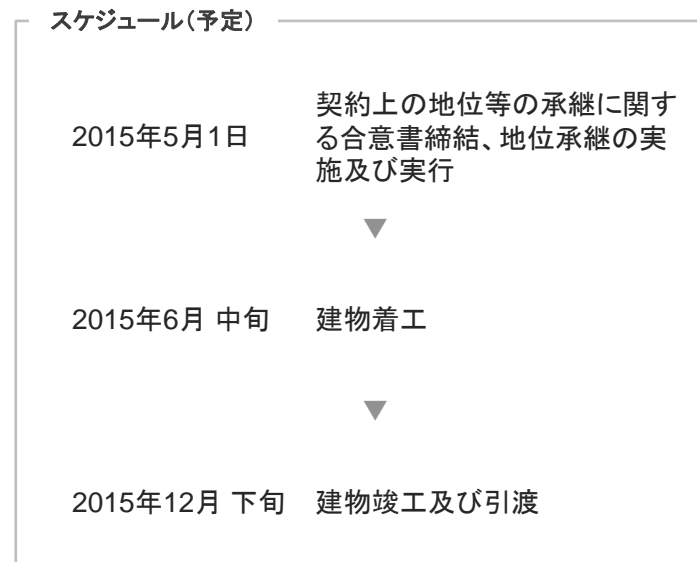 スケジュール(予定)
2015年5月1日
契約上の地位等の承継に関す
る合意書締結、地位承継の実
施及び実行
▼
2015年6月 中旬 建物着工
▼
2015年12月 下旬 建物竣工及び引渡